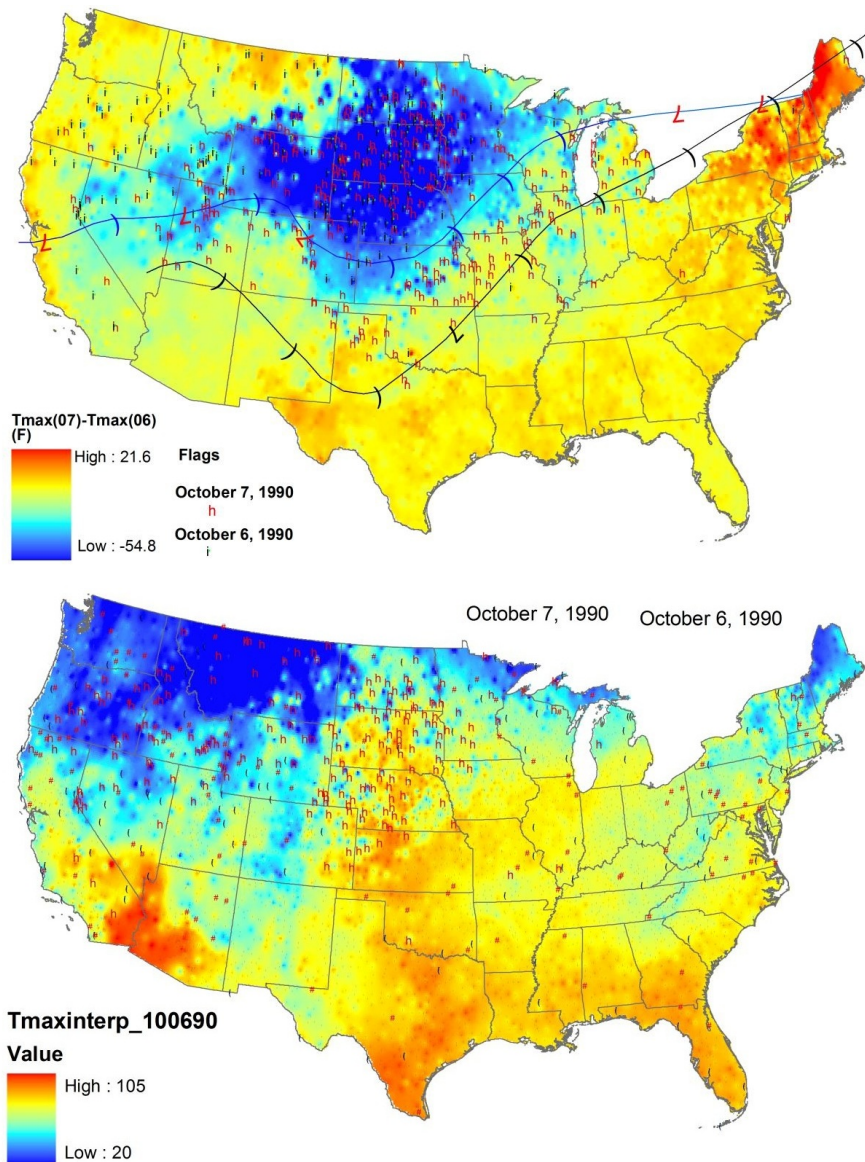 Tmax(07)-Tmax(06)
(F)
High : 21.6
Low : -54.8
Flags
October 7, 1990
h
October 6, 1990
i
October 7, 1990 October 6, 1990
Tmaxinterp_100690
Value
High : 105
Low : 20